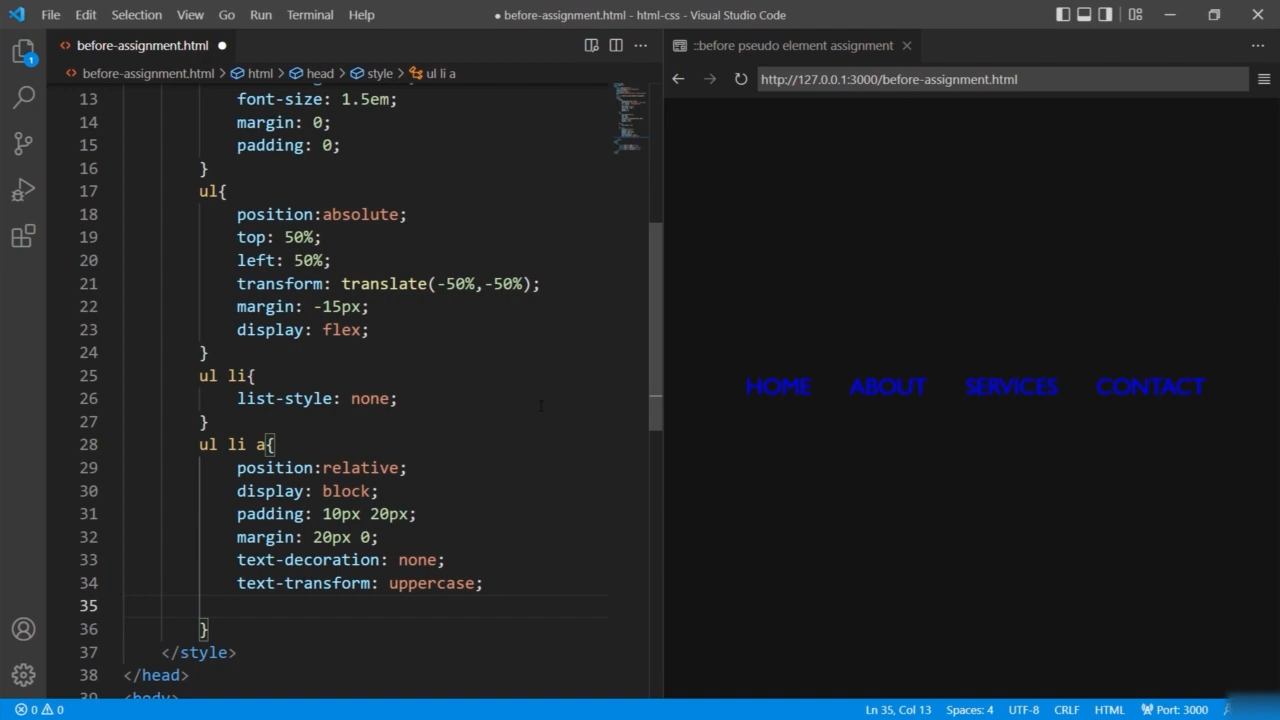 File Edit Selection View Go Run Terminal Help
● before-assignment.html - html-css - Visual Studio Code
before-assignment.html ●
::before pseudo element assignment
before-assignment.html > html > head > style > ul li a
http://127.0.0.1:3000/before-assignment.html
1
13 font-size: 1.5em;
14 margin: 0;
15 padding: 0;
16 }
17 ul{
18 position:absolute;
19 top: 50%;
20 left: 50%;
21 transform: translate(-50%,-50%);
22 margin: -15px;
23 display: flex;
24 }
25 ul li{
26 list-style: none;
27 }
28 ul li a{
29 position:relative;
30 display: block;
31 padding: 10px 20px;
32 margin: 20px 0;
33 text-decoration: none;
34 text-transform: uppercase;
35
36 }
37 </style>
38 </head>
39 <body>
HOME ABOUT SERVICES CONTACT
0 0 Ln 35, Col 13 Spaces: 4 UTF-8 CRLF HTML Port: 3000